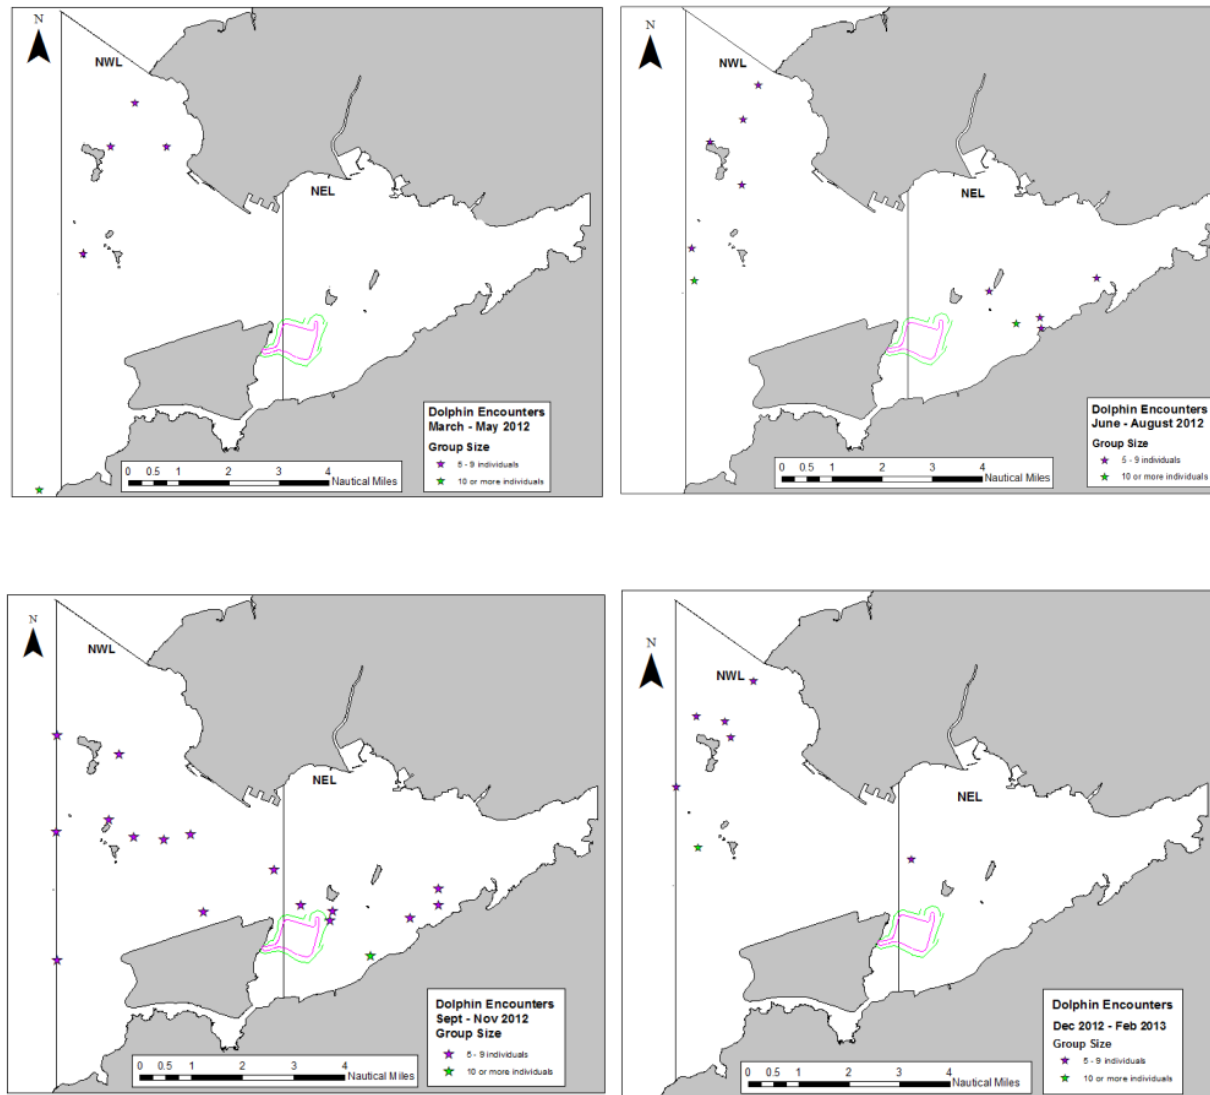 N
NWL
NEL
Dolphin Encounters
March - May 2012
Group Size
5 - 9 individuals
10 or more individuals
0 0.5 1 2 3 4
Nautical Miles
N
NWL
NEL
Dolphin Encounters
June - August 2012
Group Size
5 - 9 individuals
10 or more individuals
0 0.5 1 2 3 4
Nautical Miles
N
NWL
NEL
Dolphin Encounters
Sept - Nov 2012
Group Size
5 - 9 individuals
10 or more individuals
0 0.5 1 2 3 4
Nautical Miles
N
NWL
NEL
Dolphin Encounters
Dec 2012 - Feb 2013
Group Size
5 - 9 individuals
10 or more individuals
0 0.5 1 2 3 4
Nautical Miles